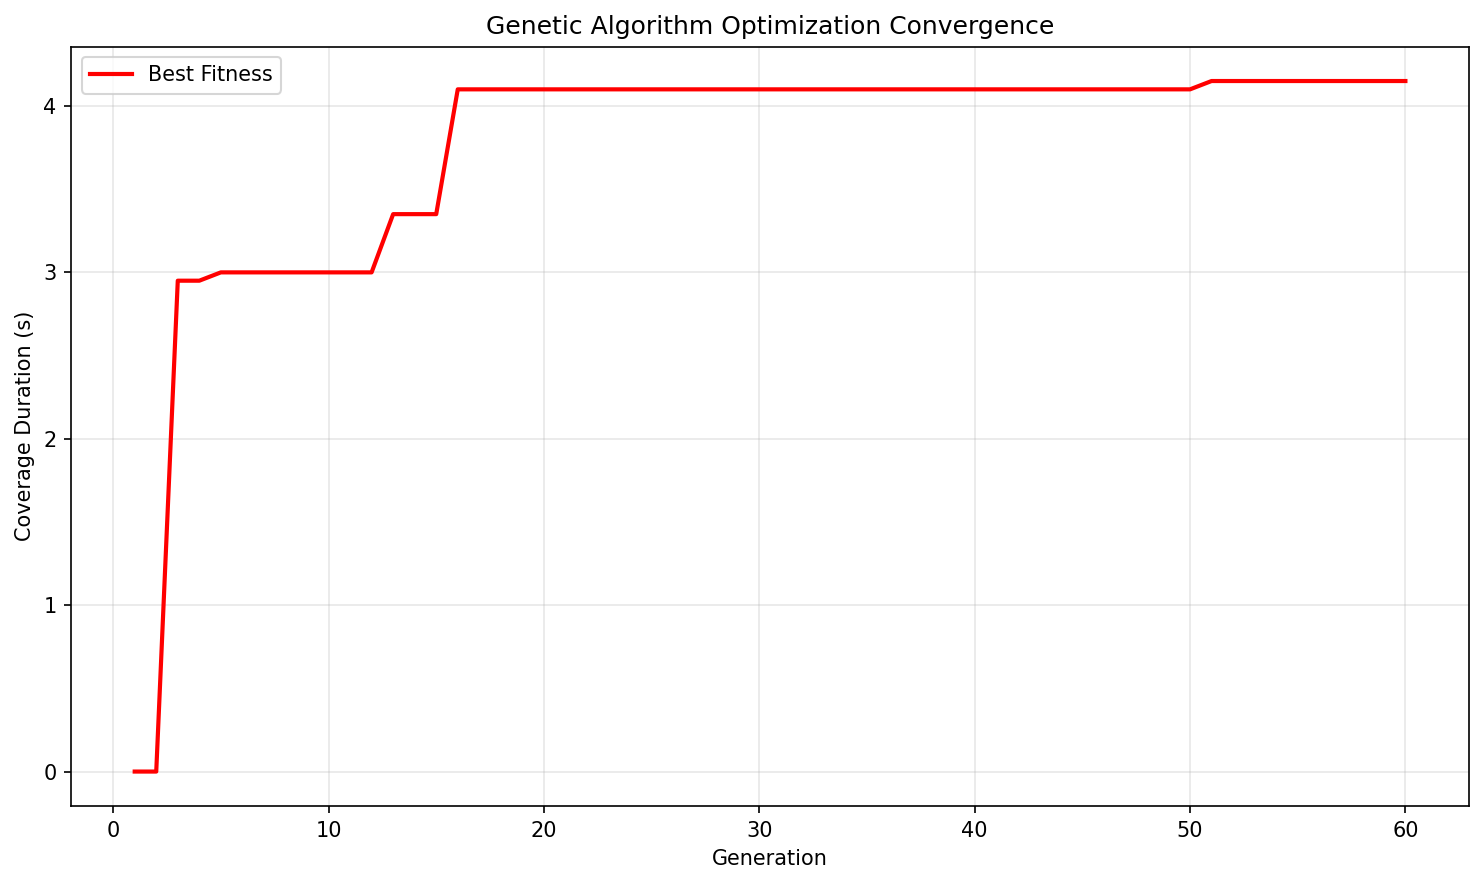 Genetic Algorithm Optimization Convergence
Best Fitness
4
3
2
1
0
Coverage Duration (s)
0 10 20 30 40 50 60
Generation